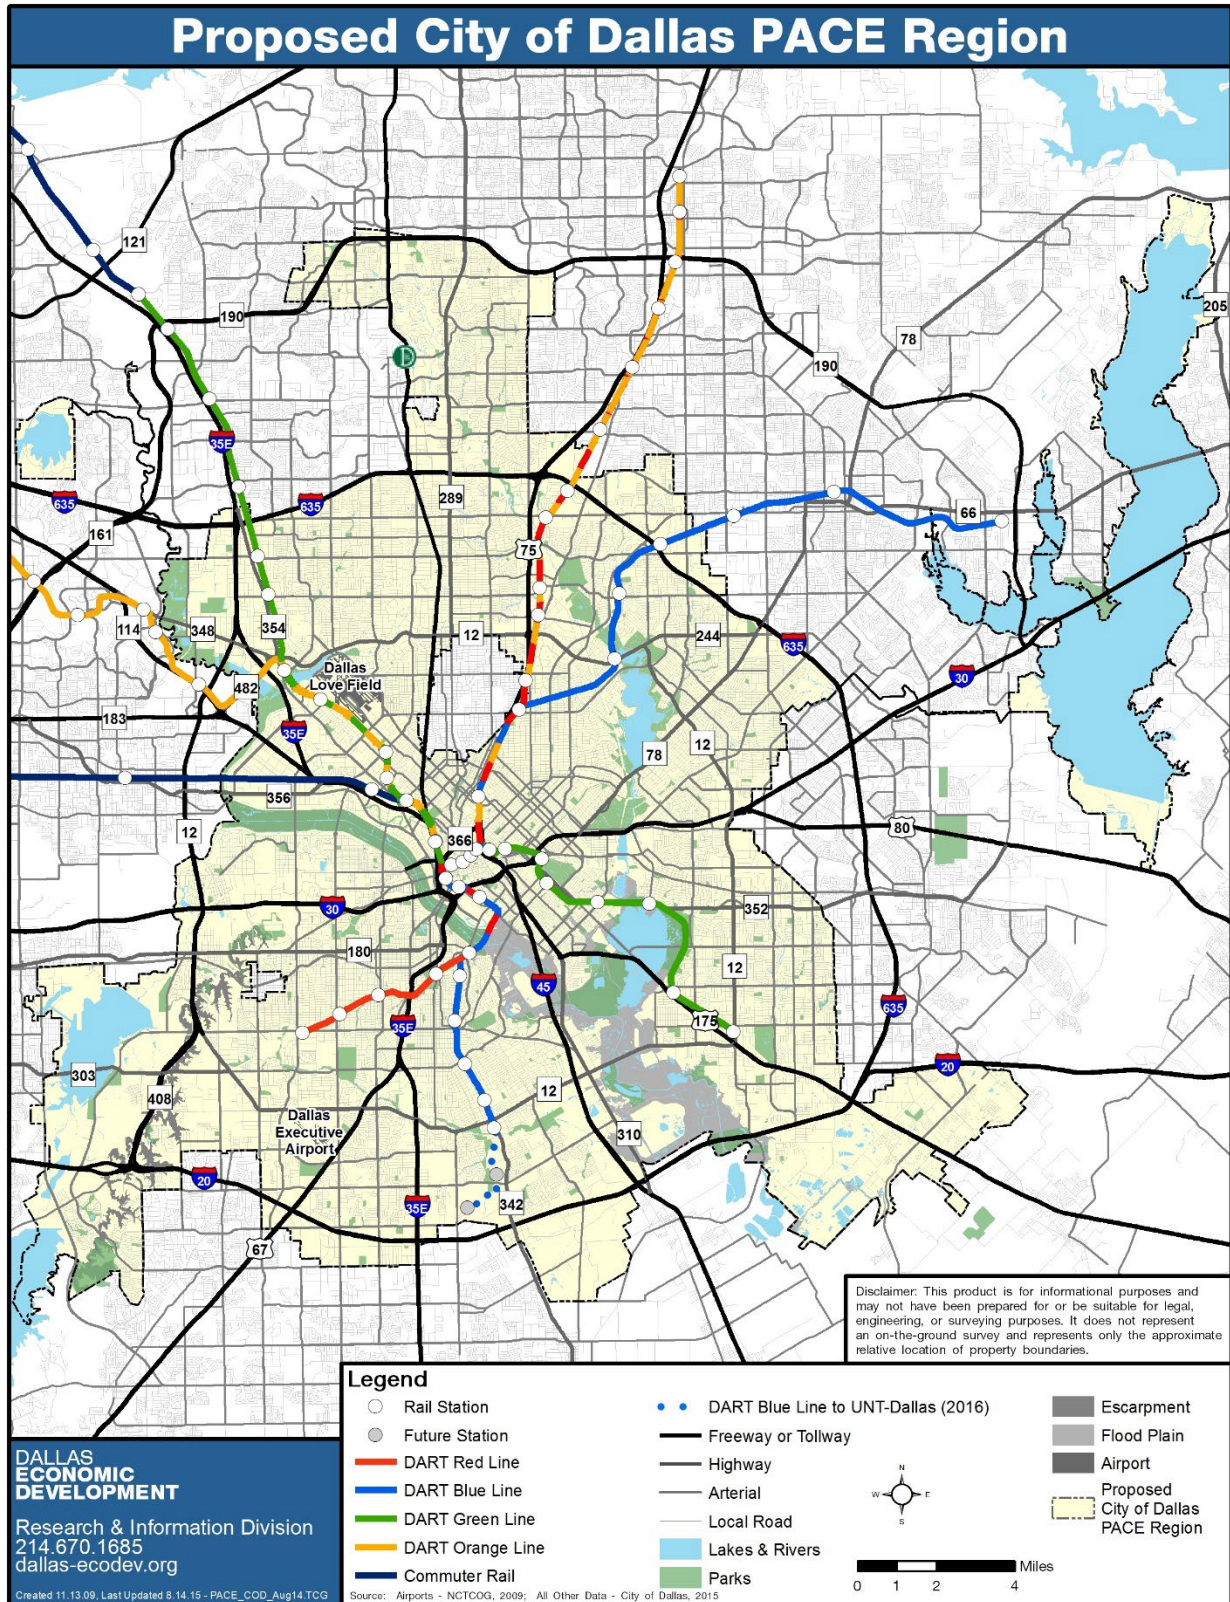 Proposed City of Dallas PACE Region
121
190
205
78
190
35E
289
635
635
161
66
75
114
348
354
12
244
635
Dallas
Love Field
482
30
183
35E
12
78
356
12
366
80
30
352
180
12
45
635
175
35E
20
303
408
12
Dallas
Executive
Airport
310
20
35E
342
67
Disclaimer: This product is for informational purposes and
may not have been prepared for or be suitable for legal,
engineering, or surveying purposes. It does not represent
an on-the-ground survey and represents only the approximate
relative location of property boundaries.
Legend
Rail Station
Future Station
DART Red Line
DART Blue Line
DART Green Line
DART Orange Line
Commuter Rail
DART Blue Line to UNT-Dallas (2016)
Freeway or Tollway
Highway
Arterial
Local Road
Lakes & Rivers
Parks
Escarpment
Flood Plain
Airport
Proposed
City of Dallas
PACE Region
N
W E
S
Miles
0 1 2 4
DALLAS
ECONOMIC
DEVELOPMENT
Research & Information Division
214.670.1685
dallas-ecodev.org
Created 11.13.09, Last Updated 8.14.15 - PACE_COD_Aug14.TCG
Source: Airports - NCTCOG, 2009; All Other Data - City of Dallas, 2015